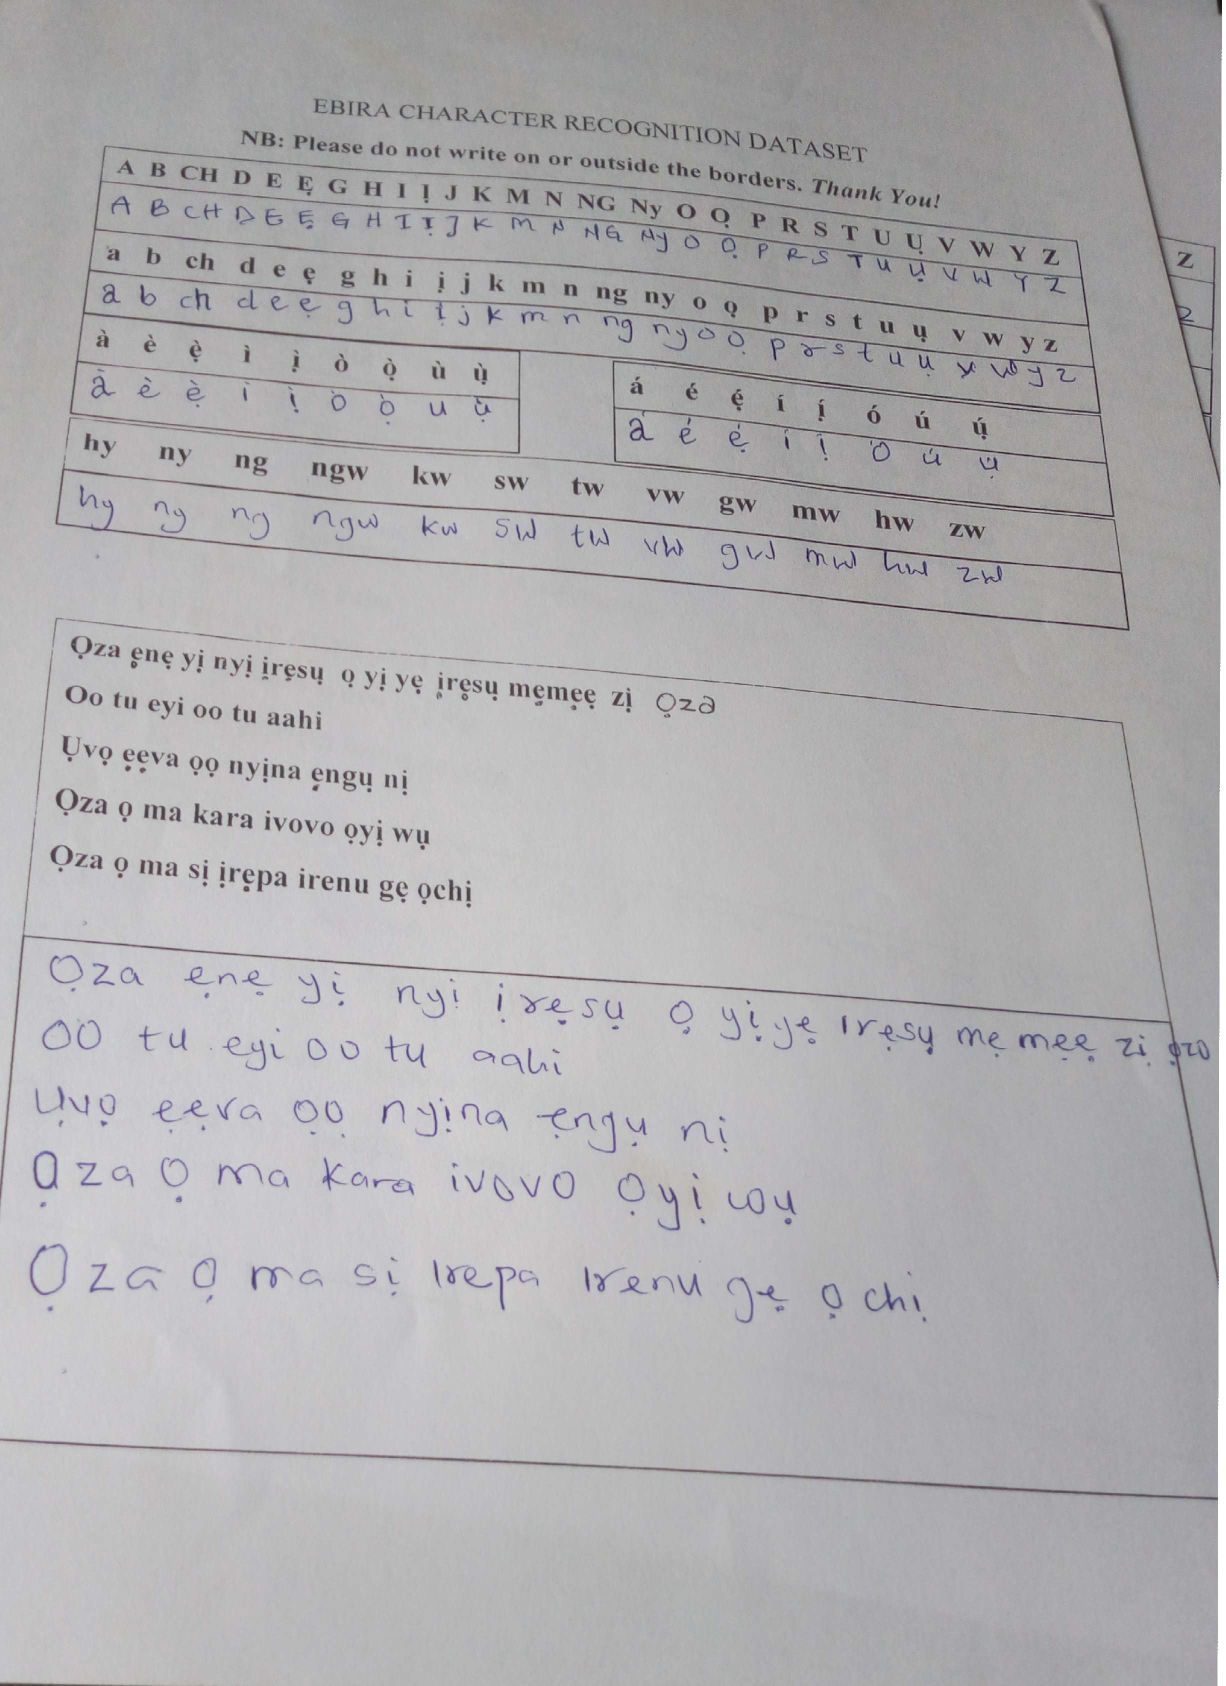 EBIRA CHARACTER RECOGNITION DATASET
NB: Please do not write on or outside the borders. Thank You!
A B CH D E Ẹ G H I Ị J K M N NG Ny O Ọ P R S T U Ụ V W Y Z
A B CH D E Ẹ G H I Ị J K M N NG Ny O Ọ P R S T U Ụ V W Y Z
a b ch d e ẹ g h i ị j k m n ng ny o ọ p r s t u ụ v w y z
a b ch d e ẹ g h i ị j k m n ng ny o ọ p r s t u ụ v w y z
à è ẹ̀ ì ị̀ ò ọ̀ ù ụ̀
à è ẹ̀ ì ị̀ ò ọ̀ u ụ̀
á é ẹ́ í ị́ ó ú ụ́
á é ẹ́ í ị́ ó ú ụ́
hy ny ng ngw kw sw tw vw gw mw hw zw
hy ny ng ngw kw sw tw vw gw mw hw zw
Ọza ẹnẹ yị nyị ịrẹsụ ọ yị yẹ ịrẹsụ mẹmẹẹ zị Ọza
Oo tu eyi oo tu aahi
Ụvọ ẹẹva ọọ nyịna ẹngụ nị
Ọza ọ ma kara ivovo ọyị wụ
Ọza ọ ma sị ịrẹpa irenu gẹ ọchị
Ọza ẹnẹ yị nyị ịrẹsụ ọ yị yẹ ırẹsụ mẹ mẹẹ zị ọzo
OO tu eyi oo tu aahi
Ụvọ ẹẹva ọọ nyịna ẹngụ nị
Ọza Ọ ma kara ivovo ọyị wụ
Ọza Ọ ma sị ırepa ırenu gẹ ọ chị
Z
Z